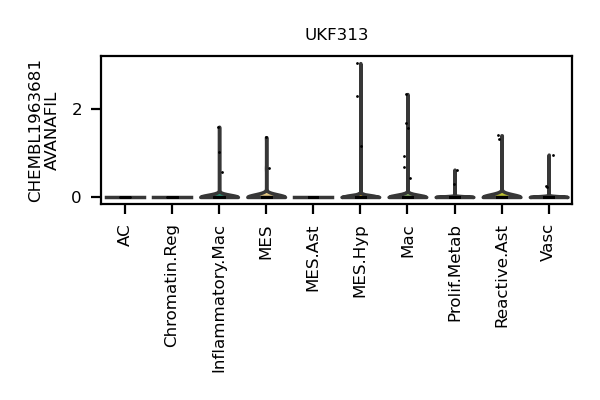 UKF313
CHEMBL1963681
AVANAFIL
2
0
AC
Chromatin.Reg
Inflammatory.Mac
MES
MES.Ast
MES.Hyp
Mac
Prolif.Metab
Reactive.Ast
Vasc